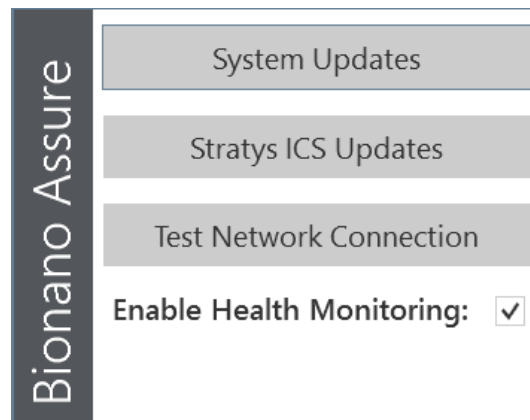 Bionano Assure
System Updates
Stratys ICS Updates
Test Network Connection
Enable Health Monitoring: